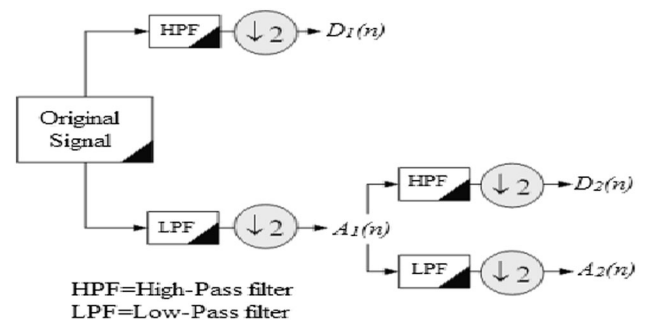 HPF ↓2 D1(n)
Original
Signal
HPF ↓2 D2(n)
LPF ↓2 A1(n)
LPF ↓2 A2(n)
HPF=High-Pass filter
LPF=Low-Pass filter